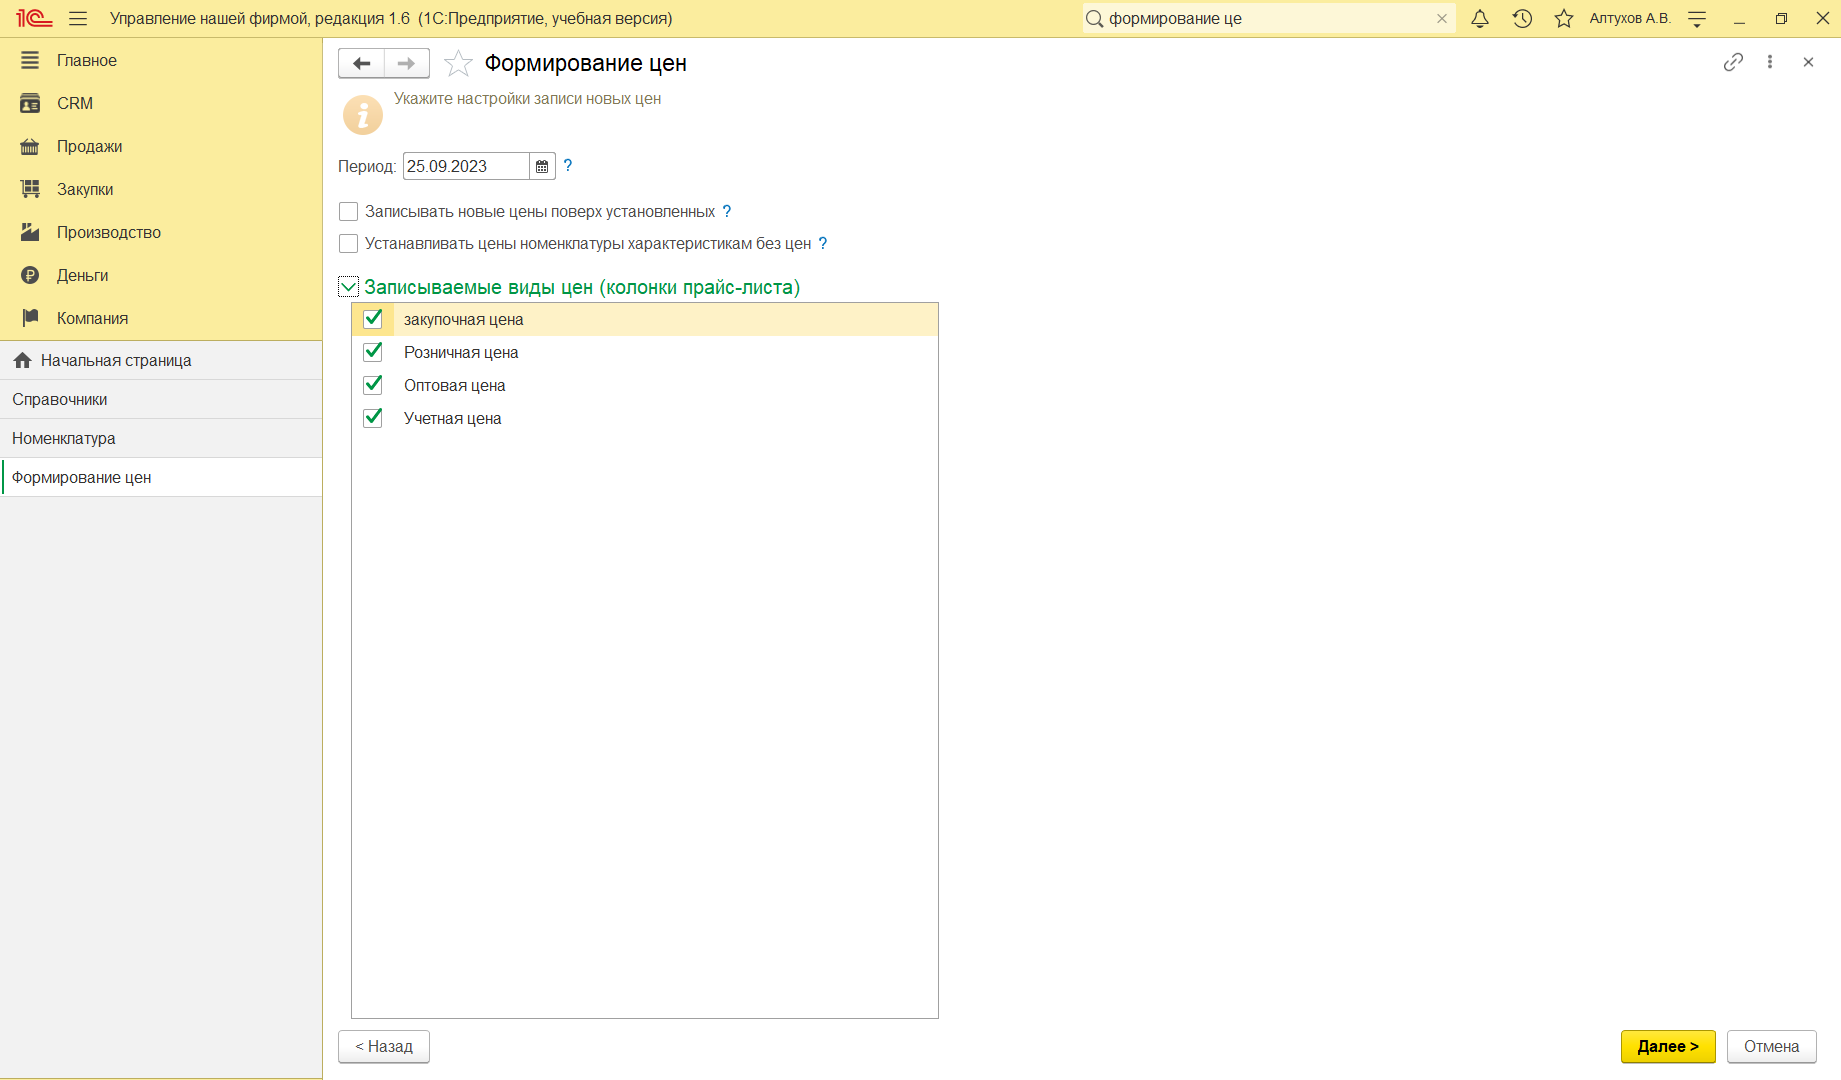 1С Управление нашей фирмой, редакция 1.6 (1С:Предприятие, учебная версия) формирование це Алтухов А.В.
Главное
CRM
Продажи
Закупки
Производство
Деньги
Компания
Начальная страница
Справочники
Номенклатура
Формирование цен
Формирование цен
i Укажите настройки записи новых цен
Период: 25.09.2023 ?
Записывать новые цены поверх установленных ?
Устанавливать цены номенклатуры характеристикам без цен ?
Записываемые виды цен (колонки прайс-листа)
закупочная цена
Розничная цена
Оптовая цена
Учетная цена
< Назад Далее > Отмена